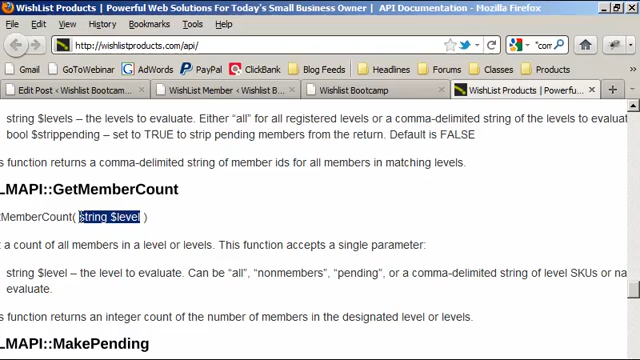 WishList Products | Powerful Web Solutions For Today's Small Business Owner | API Documentation - Mozilla Firefox
File Edit View History Bookmarks Tools Help
http://wishlistproducts.com/api/
"com
Gmail GoToWebinar AdWords PayPal ClickBank Blog Feeds Headlines Forums Classes Products
Edit Post ‹ Wishlist Bootcam... WishList Member ‹ Wishlist B... Wishlist Bootcamp WishList Products | Powerfu...
string $levels – the levels to evaluate. Either “all” for all registered levels or a comma-delimited string of the levels to evalua
bool $strippending – set to TRUE to strip pending members from the return. Default is FALSE
s function returns a comma-delimited string of member ids for all members in matching levels.
LMAPI::GetMemberCount
tMemberCount( string $level )
t a count of all members in a level or levels. This function accepts a single parameter:
string $level – the level to evaluate. Can be “all”, “nonmembers”, “pending”, or a comma-delimited string of level SKUs or na
evaluate.
s function returns an integer count of the number of members in the designated level or levels.
LMAPI::MakePending